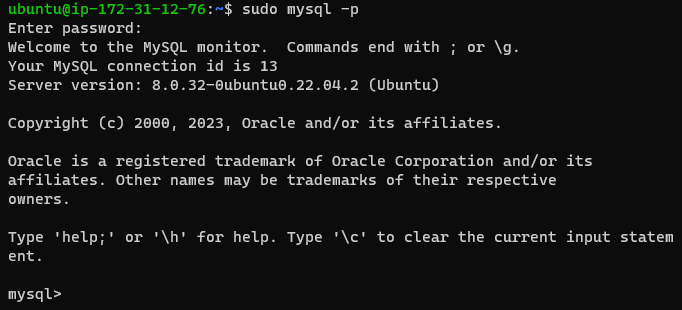 ubuntu@ip-172-31-12-76:~$ sudo mysql -p
Enter password:
Welcome to the MySQL monitor.  Commands end with ; or \g.
Your MySQL connection id is 13
Server version: 8.0.32-0ubuntu0.22.04.2 (Ubuntu)

Copyright (c) 2000, 2023, Oracle and/or its affiliates.

Oracle is a registered trademark of Oracle Corporation and/or its
affiliates. Other names may be trademarks of their respective
owners.

Type 'help;' or '\h' for help. Type '\c' to clear the current input statem
ent.

mysql>